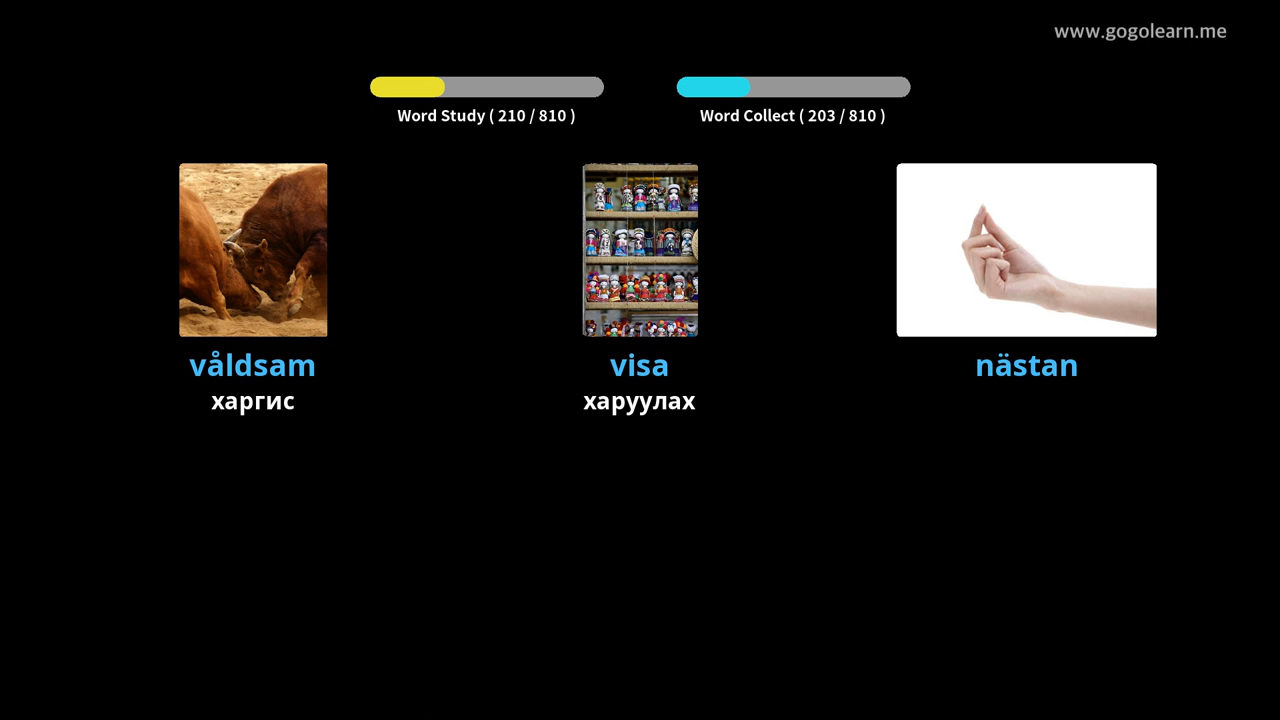 www.gogolearn.me
Word Study ( 210 / 810 )
Word Collect ( 203 / 810 )
våldsam
харгис
visa
харуулах
nästan